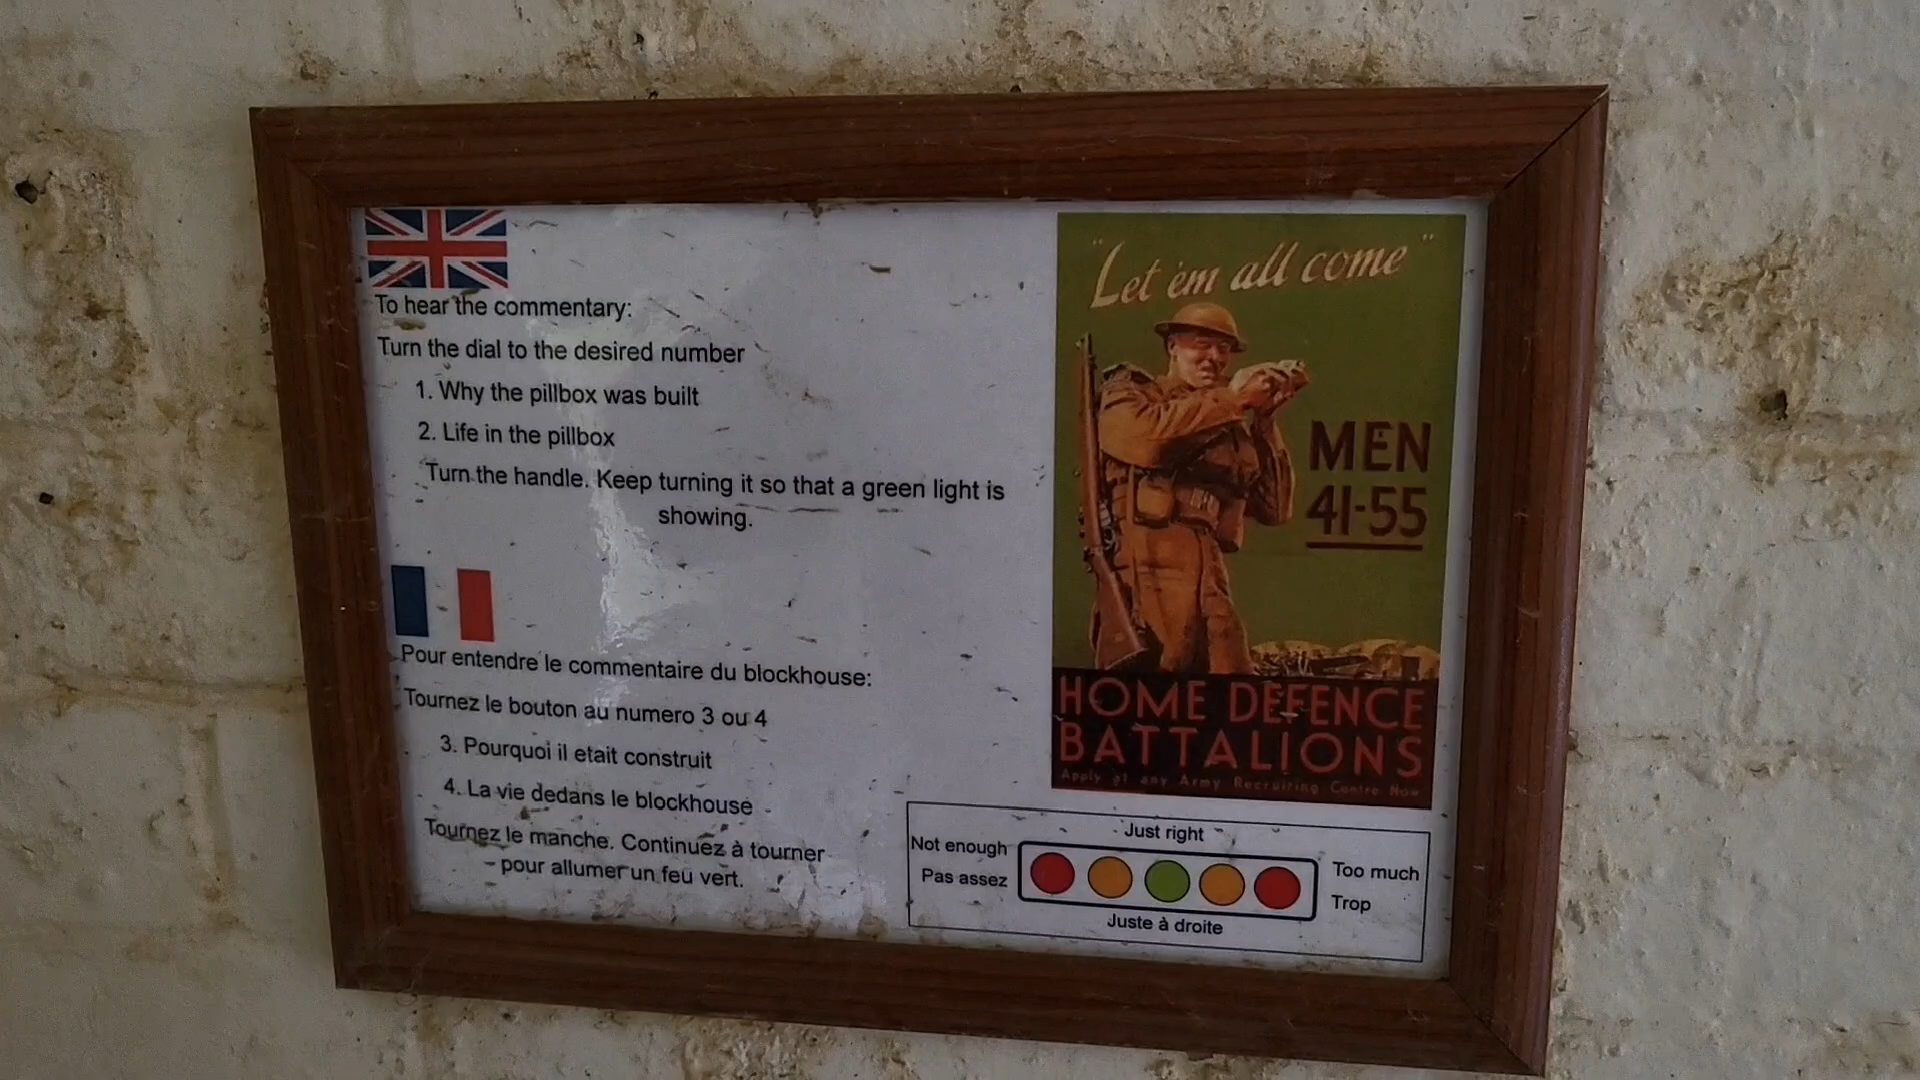 To hear the commentary:
Turn the dial to the desired number
1. Why the pillbox was built
2. Life in the pillbox
Turn the handle. Keep turning it so that a green light is
showing.
Pour entendre le commentaire du blockhouse:
Tournez le bouton au numero 3 ou 4
3. Pourquoi il etait construit
4. La vie dedans le blockhouse
Tournez le manche. Continuez à tourner
pour allumer un feu vert.
"Let 'em all come"
MEN
41-55
HOME DEFENCE
BATTALIONS
Apply at any Army Recruiting Centre Now
Just right
Not enough
Pas assez
Too much
Trop
Juste à droite